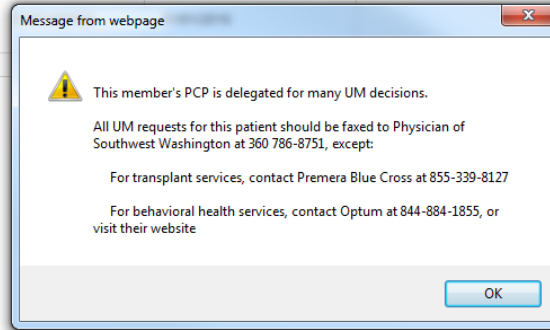 Message from webpage
This member's PCP is delegated for many UM decisions.
All UM requests for this patient should be faxed to Physician of
Southwest Washington at 360 786-8751, except:
For transplant services, contact Premera Blue Cross at 855-339-8127
For behavioral health services, contact Optum at 844-884-1855, or
visit their website
OK